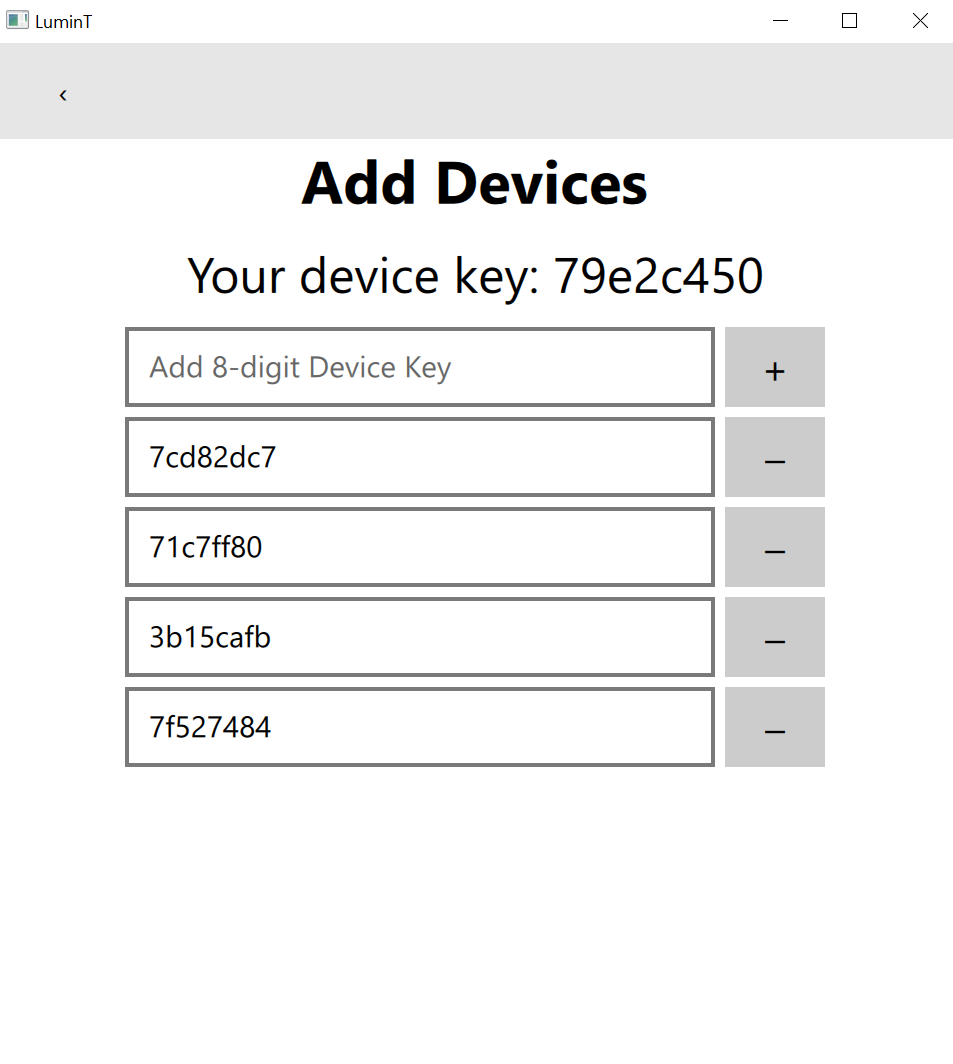 LuminT
‹
Add Devices
Your device key: 79e2c450
Add 8-digit Device Key
+
7cd82dc7
–
71c7ff80
–
3b15cafb
–
7f527484
–